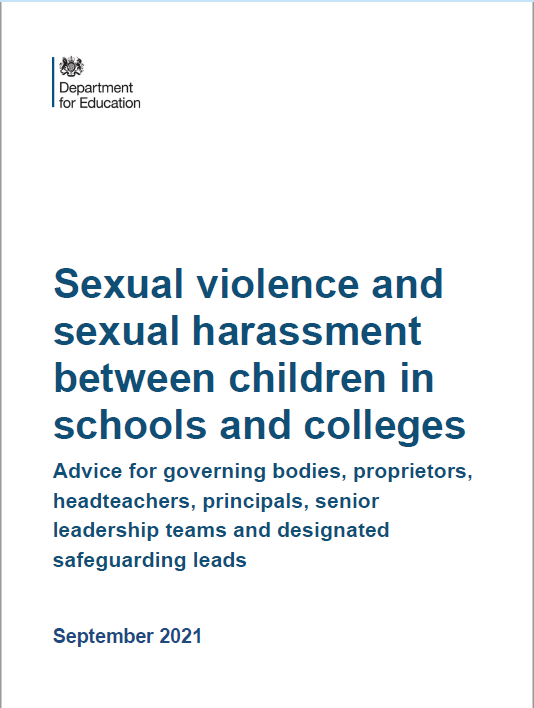 Department
for Education
Sexual violence and
sexual harassment
between children in
schools and colleges
Advice for governing bodies, proprietors,
headteachers, principals, senior
leadership teams and designated
safeguarding leads
September 2021